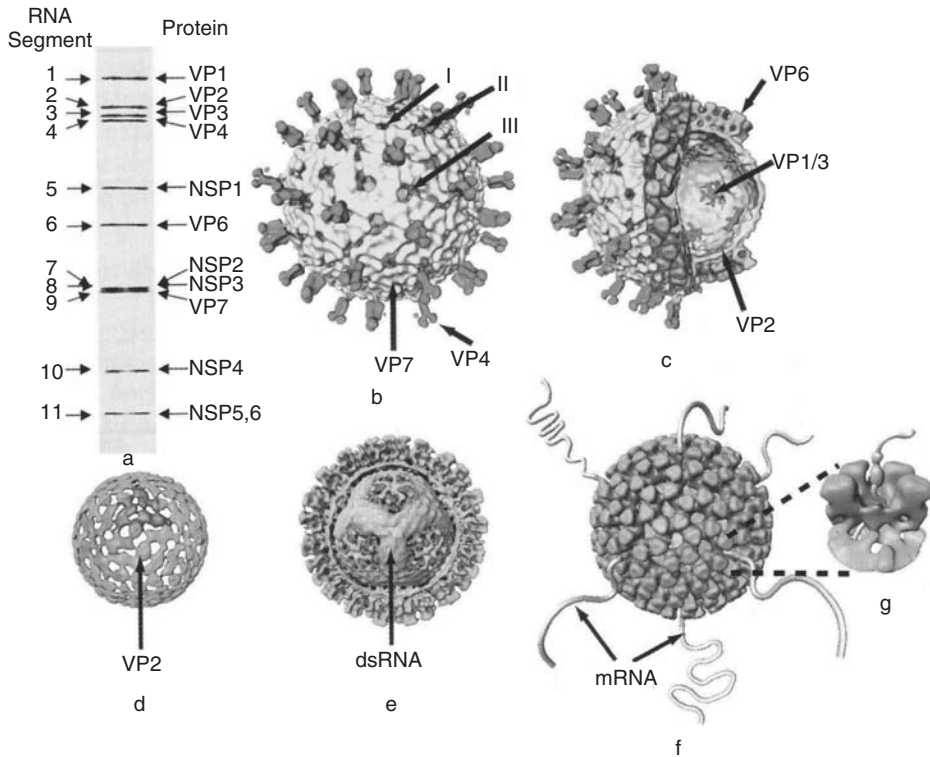 RNA Segment
Protein
1
VP1
2
VP2
3
VP3
4
VP4
5
NSP1
6
VP6
7
NSP2
8
NSP3
9
VP7
10
NSP4
11
NSP5,6
a
I
II
III
VP7
VP4
b
VP6
VP1/3
VP2
c
VP2
d
dsRNA
e
mRNA
f
g